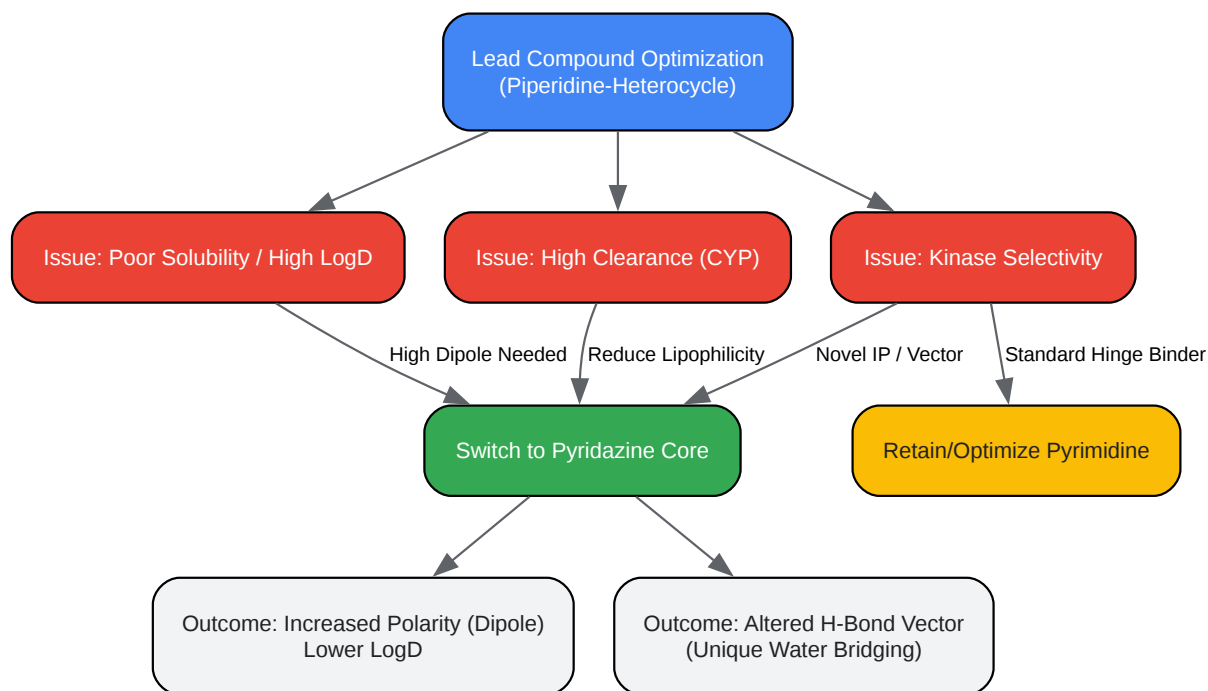 Lead Compound Optimization
(Piperidine-Heterocycle)
Issue: Poor Solubility / High LogD
Issue: High Clearance (CYP)
Issue: Kinase Selectivity
High Dipole Needed
Reduce Lipophilicity
Novel IP / Vector
Standard Hinge Binder
Switch to Pyridazine Core
Retain/Optimize Pyrimidine
Outcome: Increased Polarity (Dipole)
Lower LogD
Outcome: Altered H-Bond Vector
(Unique Water Bridging)